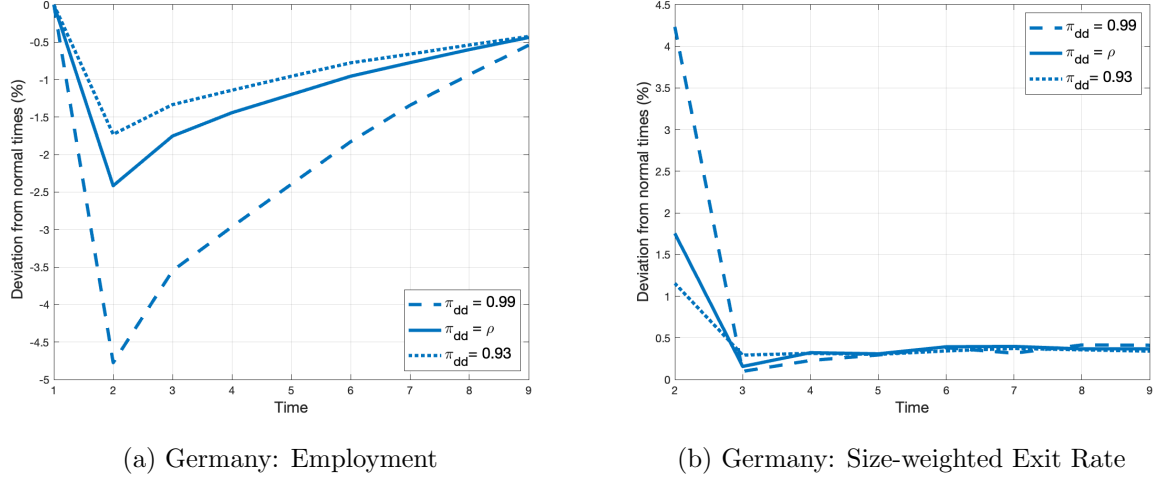 0
-0.5
-1
-1.5
-2
-2.5
-3
-3.5
-4
-4.5
-5
Deviation from normal times (%)
1 2 3 4 5 6 7 8 9
Time
π_dd = 0.99
π_dd = ρ
π_dd = 0.93
(a) Germany: Employment
4.5
4
3.5
3
2.5
2
1.5
1
0.5
0
Deviation from normal times (%)
2 3 4 5 6 7 8 9
Time
π_dd = 0.99
π_dd = ρ
π_dd = 0.93
(b) Germany: Size-weighted Exit Rate